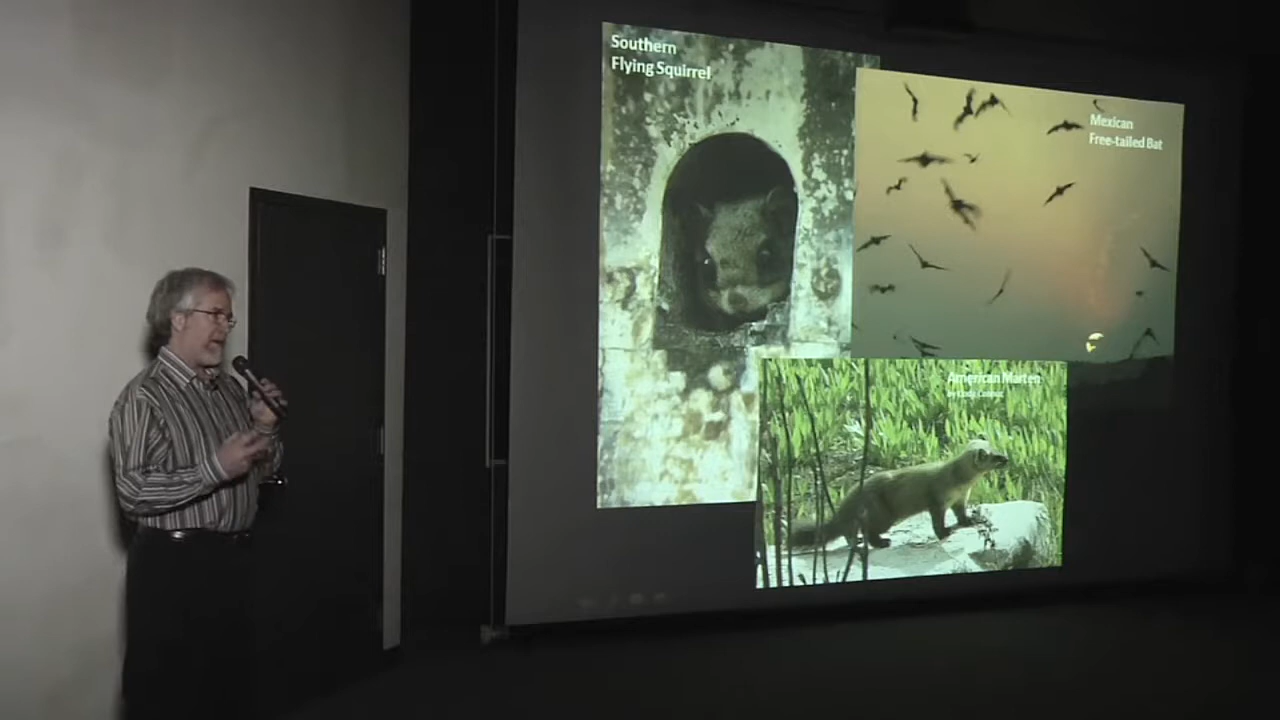 Southern
Flying Squirrel
Mexican
Free-tailed Bat
American Marten